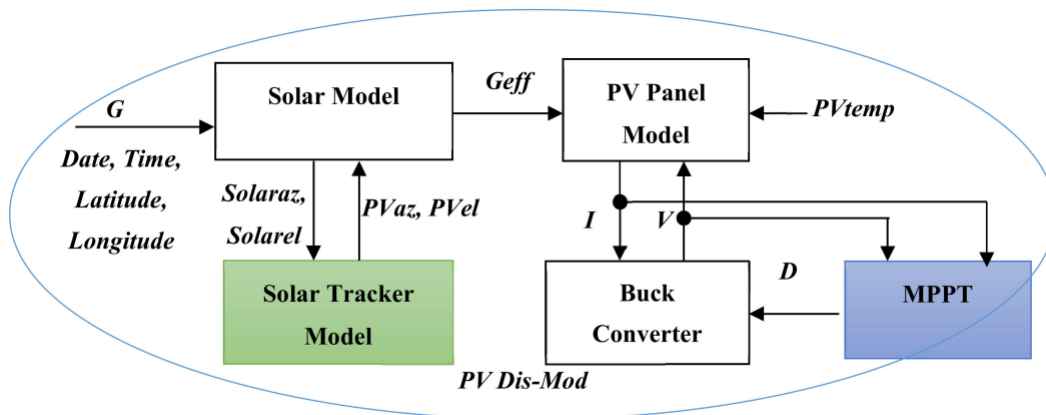 G
Date, Time,
Latitude,
Longitude
Solar Model
Geff
PV Panel
Model
PVtemp
Solaraz,
Solarel
PVaz, PVel
I
V
Solar Tracker
Model
Buck
Converter
D
MPPT
PV Dis-Mod